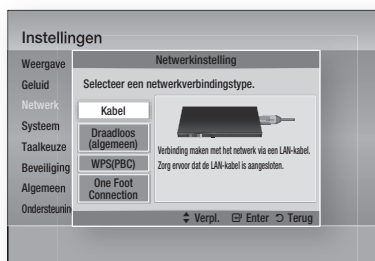 Instellingen
Weergave
Geluid
Netwerk
Systeem
Taalkeuze
Beveiliging
Algemeen
Ondersteunin
Netwerkinstelling
Selecteer een netwerkverbindingstype.
Kabel
Draadloos
(algemeen)
WPS(PBC)
One Foot
Connection
Verbinding maken met het netwerk via een LAN-kabel.
Zorg ervoor dat de LAN-kabel is aangesloten.
Verpl. Enter Terug